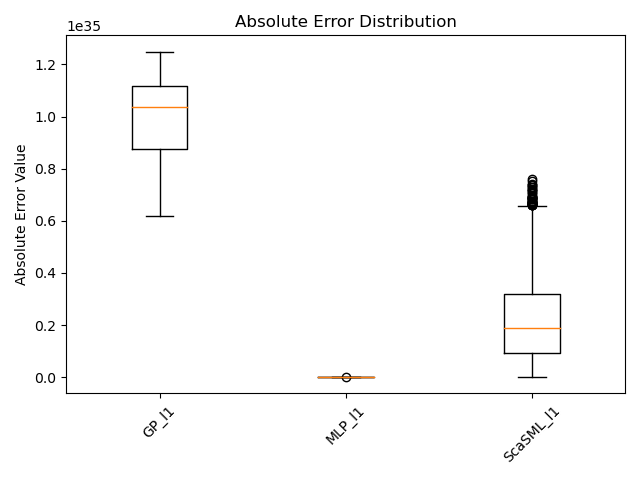 Absolute Error Distribution
1e35
1.2
1.0
0.8
0.6
0.4
0.2
0.0
Absolute Error Value
GP_l1
MLP_l1
ScaSML_l1